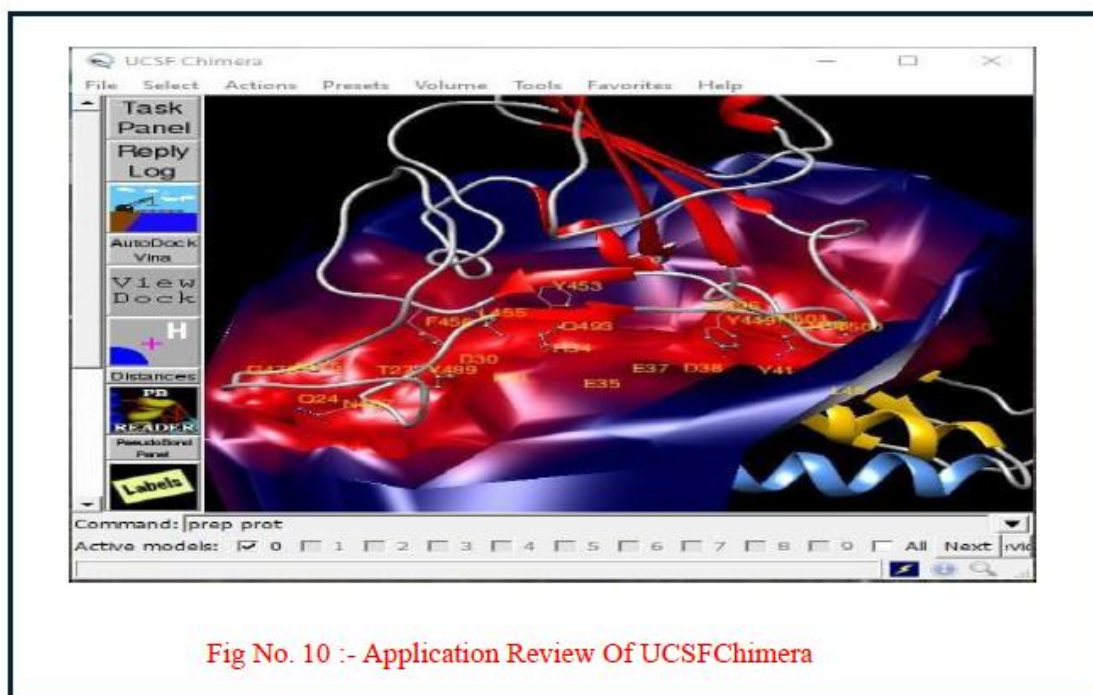 UCSF Chimera
File Select Actions Presets Volume Tools Favorites Help
Task
Panel
Reply
Log
AutoDock
Vina
View
Dock
H
Distances
PB
READER
PseudoBond
Panel
Labels
Y453
F456 L455
Q493
H34
Y449
D30
T27 Y489
E37 D38 Y41
E35
Q24
Command: prep prot
Active models: 0 1 2 3 4 5 6 7 8 9 All Next
Fig No. 10 :- Application Review Of UCSFChimera